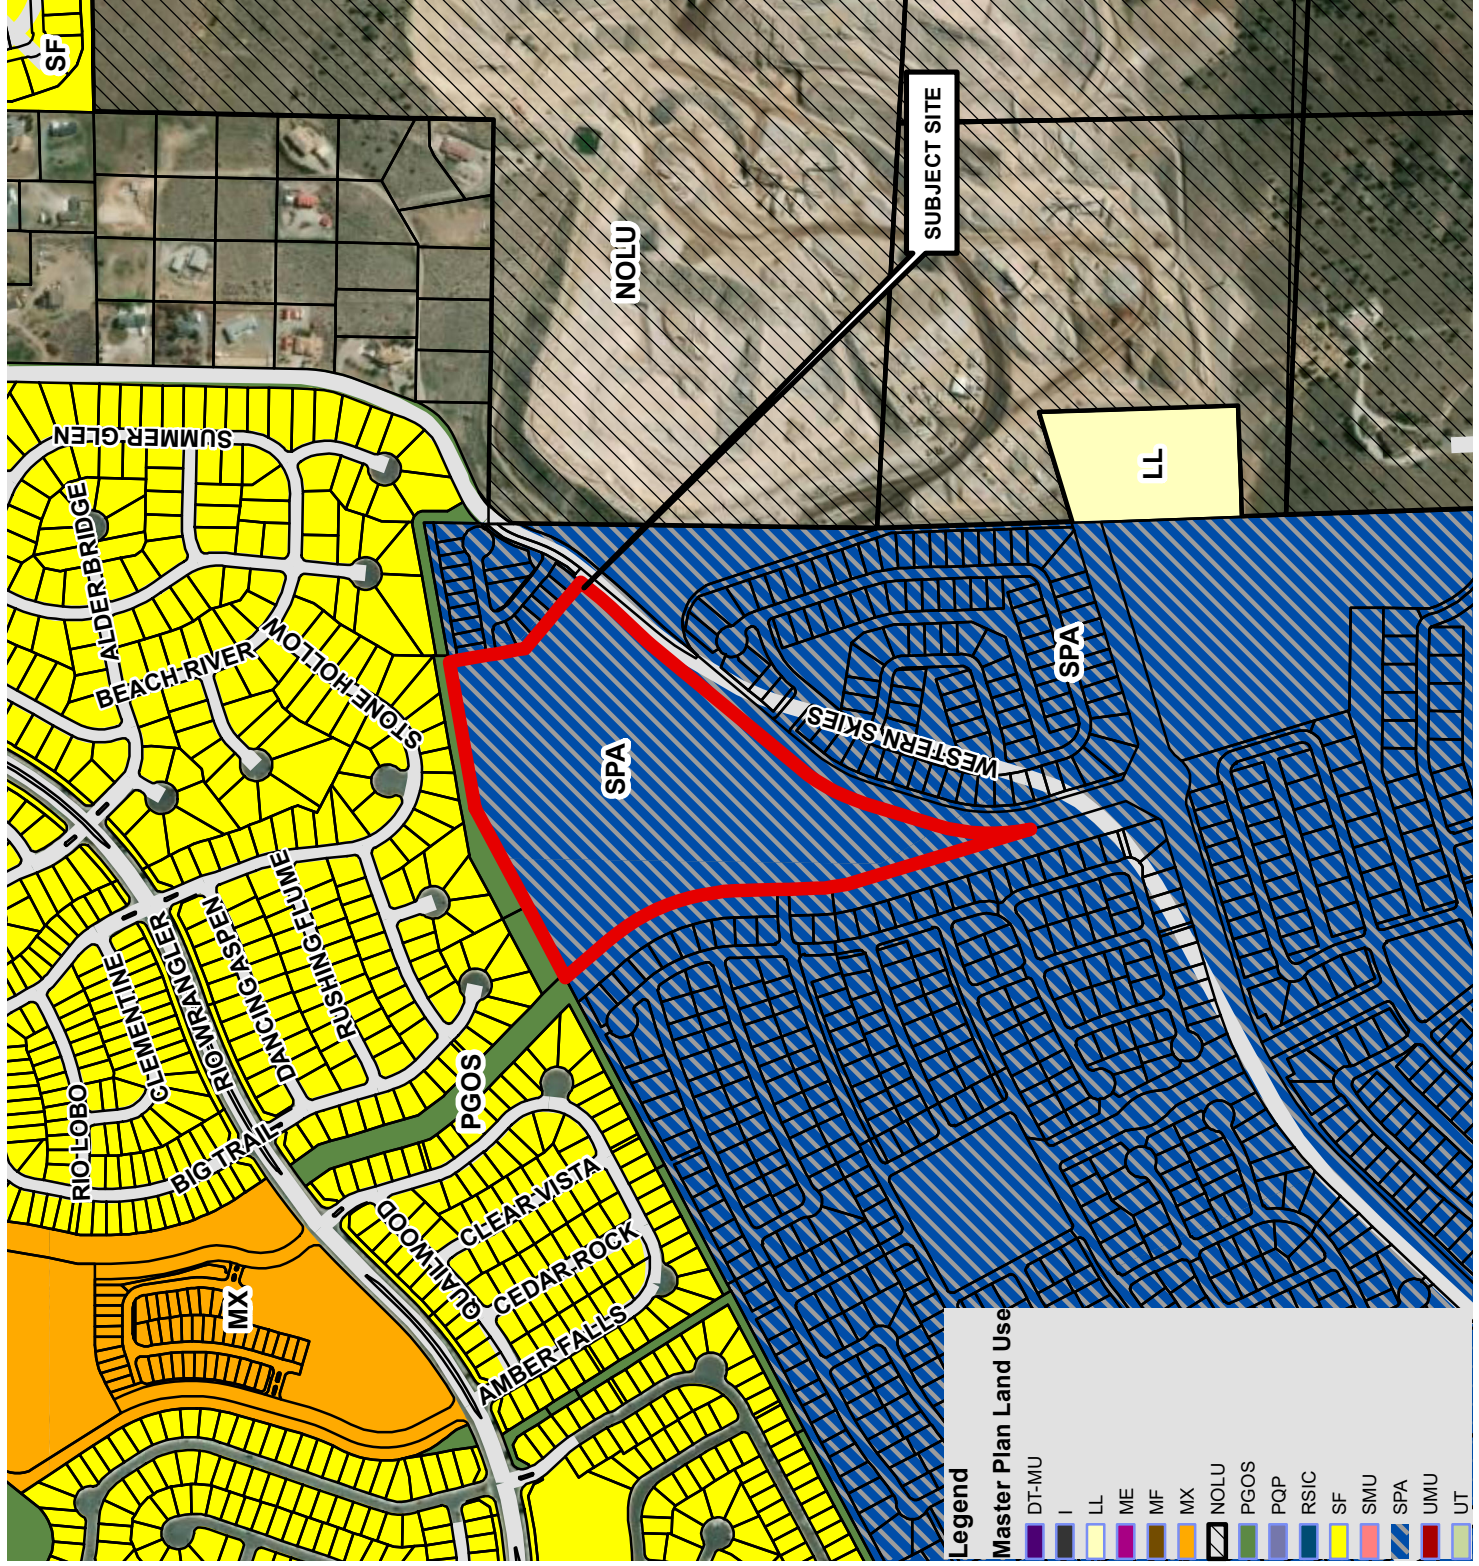 SF
SUMMER GLEN
ALDER BRIDGE
BEACH RIVER
STONE HOLLOW
NOLU
SUBJECT SITE
LL
SPA
SPA
WESTERN SKIES
RUSHING FLUME
DANCING ASPEN
RIO WRANGLER
CLEMENTINE
RIO LOBO
BIG TRAIL
PGOS
MX
QUAILWOOD
CLEAR VISTA
CEDAR ROCK
AMBER FALLS
Legend
Master Plan Land Use
DT-MU
I
LL
ME
MF
MX
NOLU
PGOS
PQP
RSIC
SF
SMU
SPA
UMU
UT